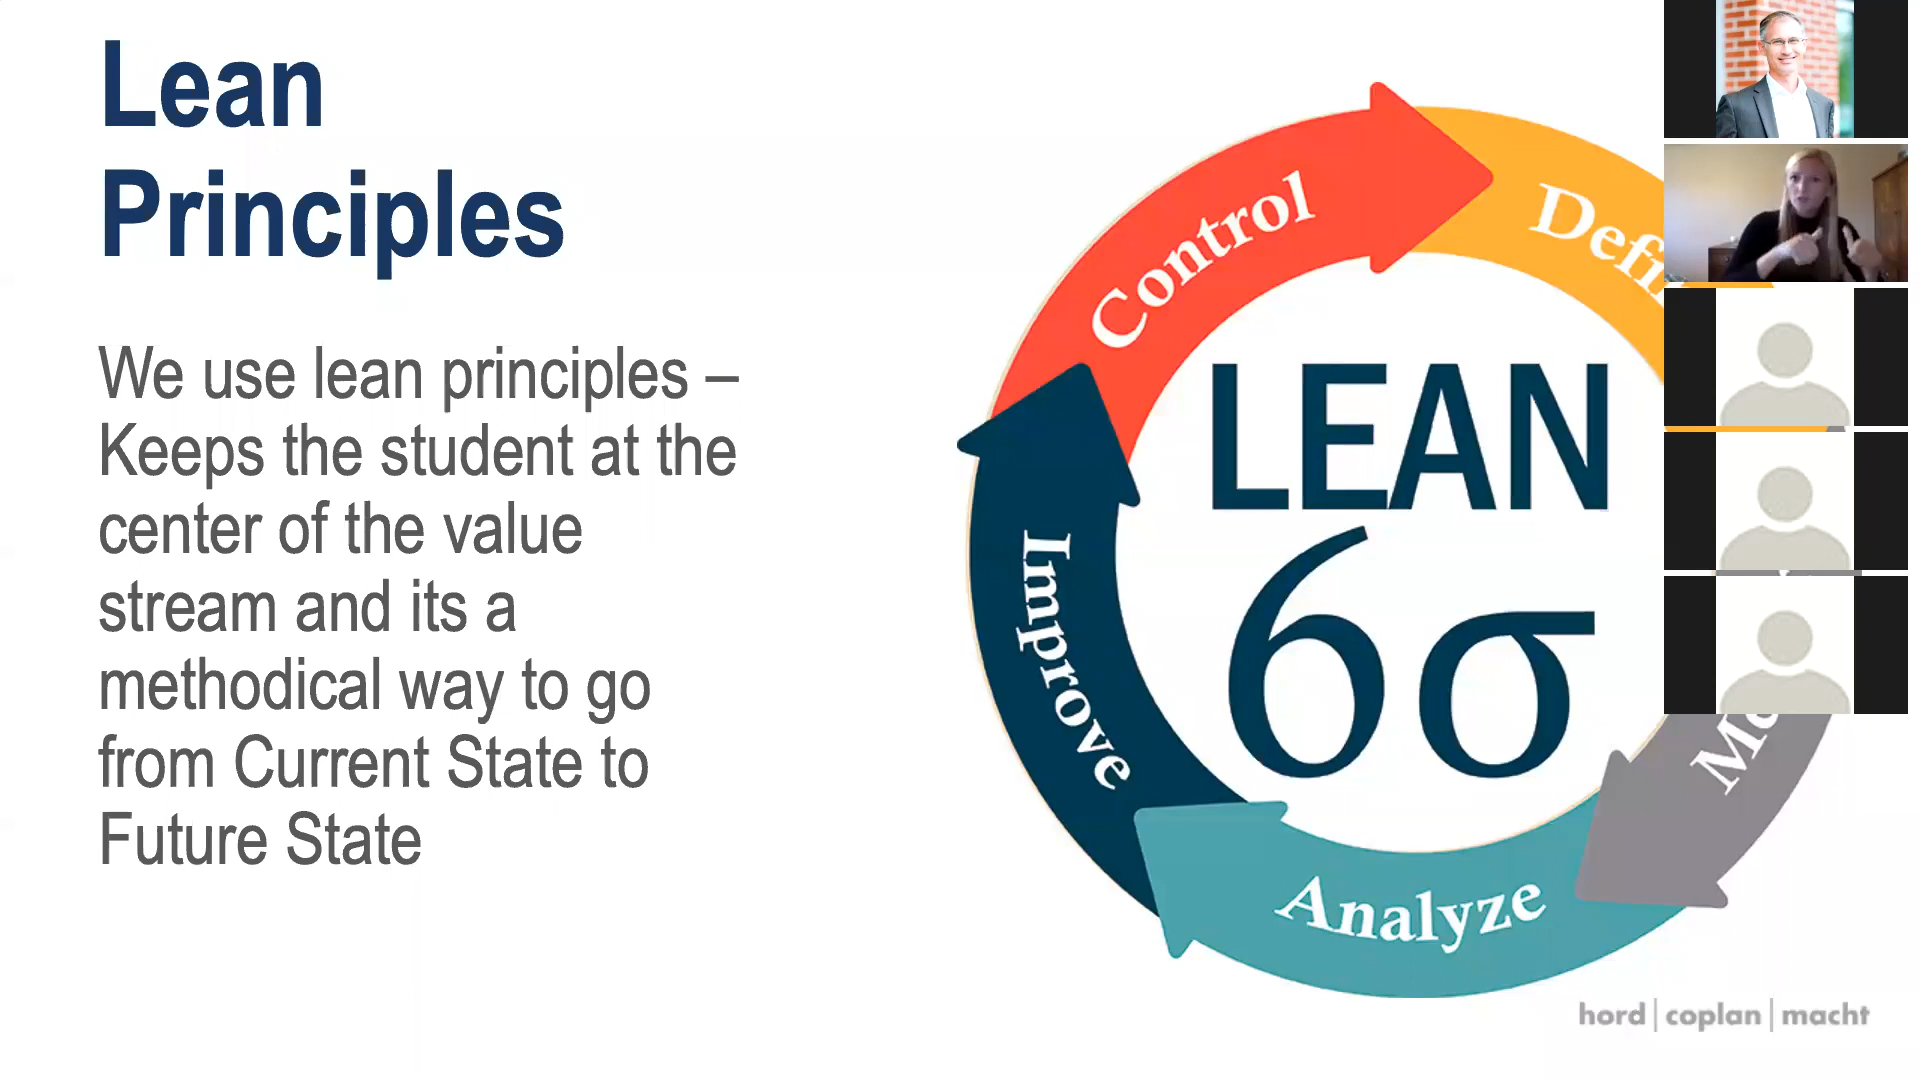 Lean
Principles
We use lean principles –
Keeps the student at the
center of the value
stream and its a
methodical way to go
from Current State to
Future State
Control
Improve
Analyze
LEAN
6σ
hord|coplan|macht